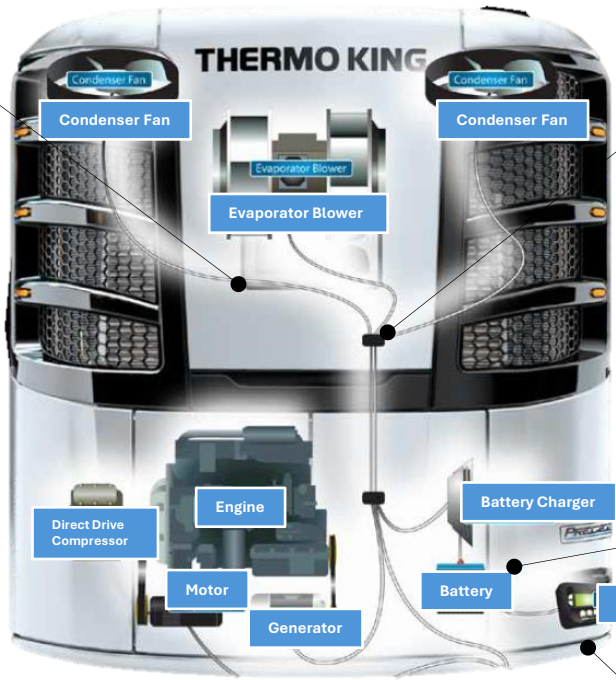 THERMO KING
Condenser Fan
Condenser Fan
Condenser Fan
Condenser Fan
Evaporator Blower
Evaporator Blower
Engine
Battery Charger
Direct Drive
Compressor
Motor
Battery
Generator